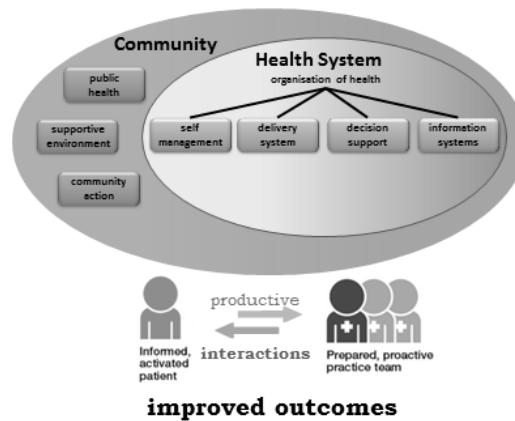 Community
Health System
organisation of health
public
health
supportive
environment
community
action
self
management
delivery
system
decision
support
information
systems
productive
interactions
Informed,
activated
patient
Prepared, proactive
practice team
improved outcomes